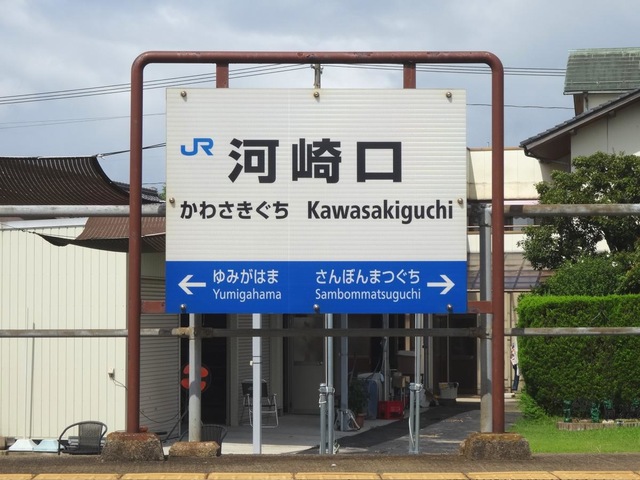 JR 河崎口
かわさきぐち Kawasakiguchi
← ゆみがはま さんぼんまつぐち →
Yumigahama Sambommatsuguchi